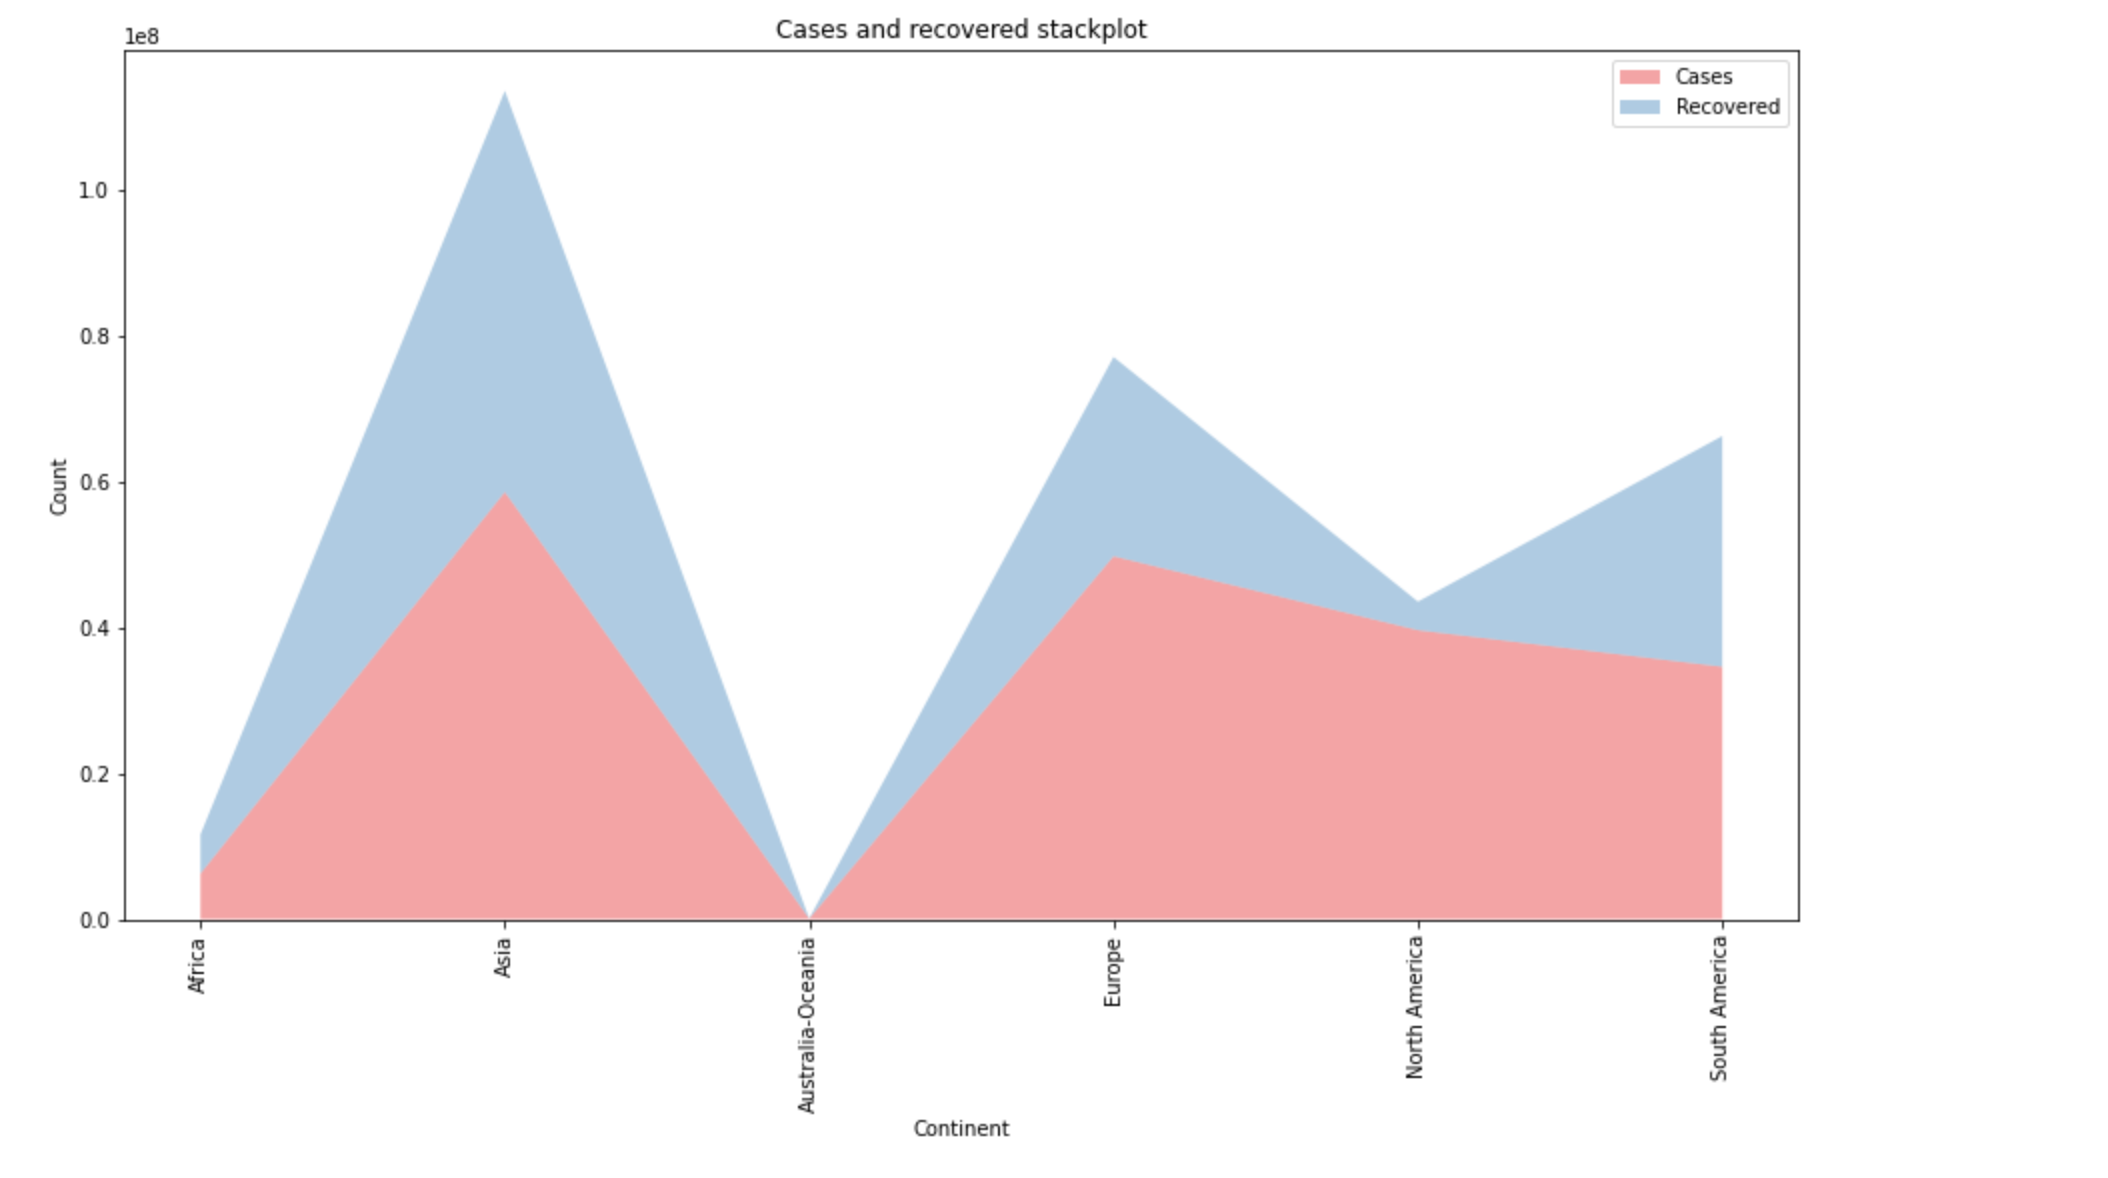 Cases and recovered stackplot
1e8
Cases
Recovered
1.0
0.8
0.6
0.4
0.2
0.0
Count
Africa
Asia
Australia-Oceania
Europe
North America
South America
Continent